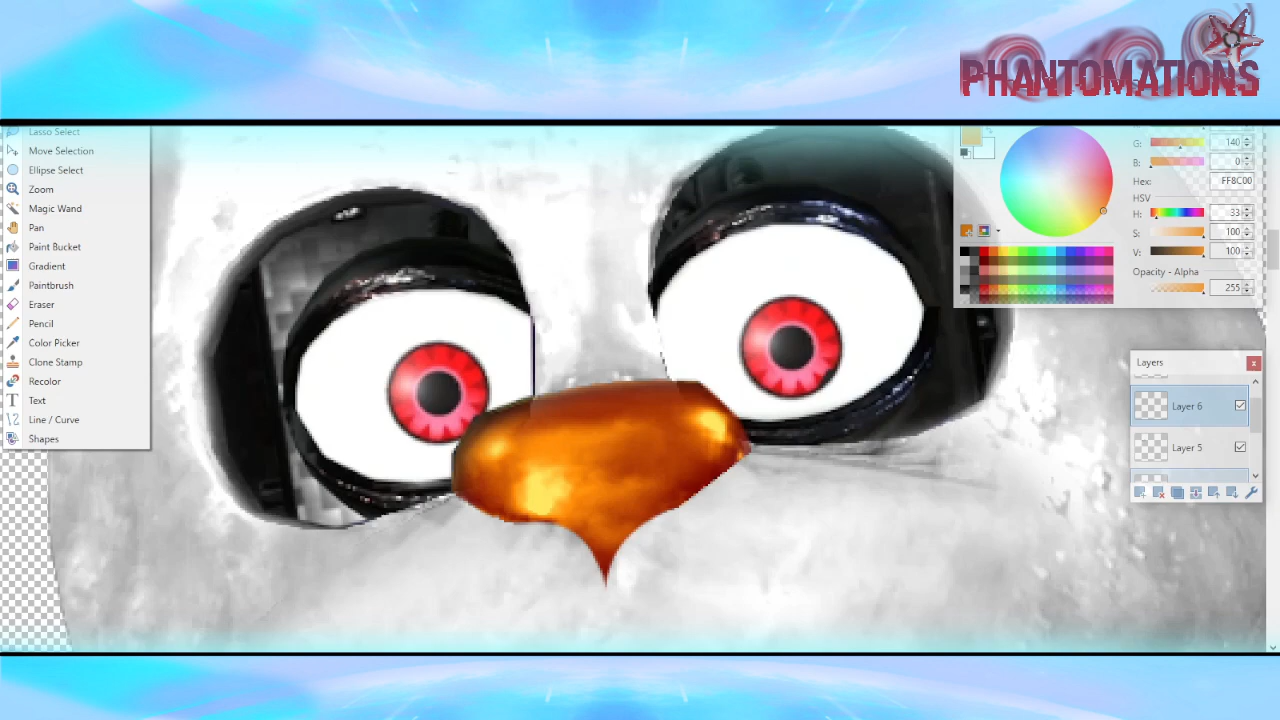 PHANTOMATIONS
Lasso Select
Move Selection
Ellipse Select
Zoom
Magic Wand
Pan
Paint Bucket
Gradient
Paintbrush
Eraser
Pencil
Color Picker
Clone Stamp
Recolor
Text
Line / Curve
Shapes
G: 140
B: 0
Hex: FF8C00
HSV
H: 33
S: 100
V: 100
Opacity - Alpha
255
Layers
Layer 6
Layer 5